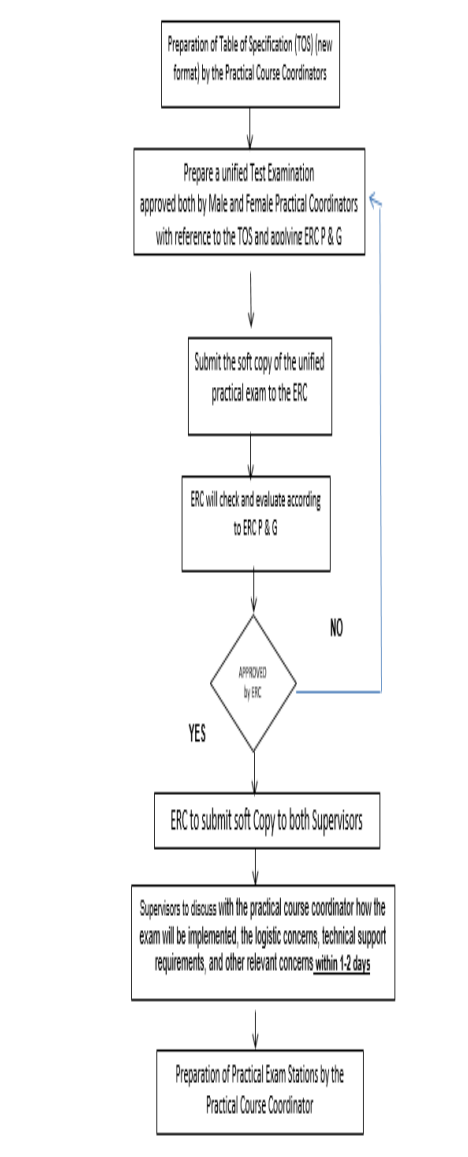 Preparation of Table of Specification (TOS) (new
format) by the Practical Course Coordinators
Prepare a unified Test Examination
approved both by Male and Female Practical Coordinators
with reference to the TOS and applying ERC P & G
Submit the soft copy of the unified
practical exam to the ERC
ERC will check and evaluate according
to ERC P & G
APPROVED
by ERC
NO
YES
ERC to submit soft Copy to both Supervisors
Supervisors to discuss with the practical course coordinator how the
exam will be implemented, the logistic concerns, technical support
requirements, and other relevant concerns within 1-2 days
Preparation of Practical Exam Stations by the
Practical Course Coordinator